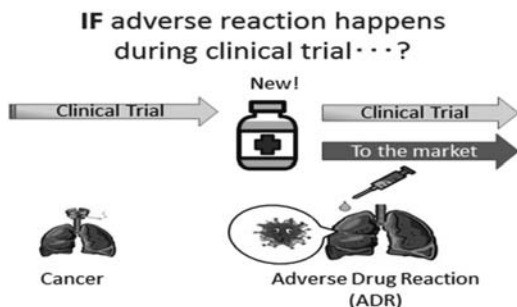 IF adverse reaction happens
during clinical trial···?
New!
Clinical Trial
Clinical Trial
To the market
Cancer
Adverse Drug Reaction
(ADR)